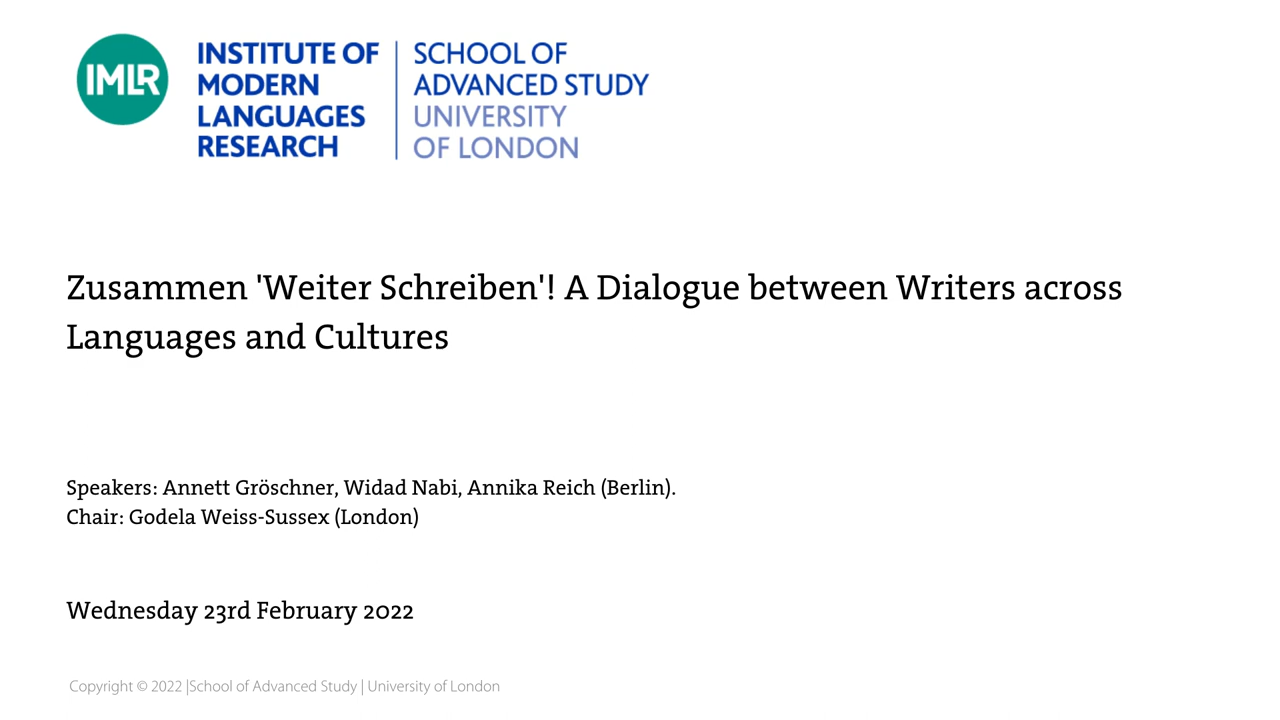 IMLR
INSTITUTE OF
MODERN
LANGUAGES
RESEARCH
SCHOOL OF
ADVANCED STUDY
UNIVERSITY
OF LONDON
Zusammen 'Weiter Schreiben'! A Dialogue between Writers across
Languages and Cultures
Speakers: Annett Gröschner, Widad Nabi, Annika Reich (Berlin).
Chair: Godela Weiss-Sussex (London)
Wednesday 23rd February 2022
Copyright © 2022 |School of Advanced Study | University of London